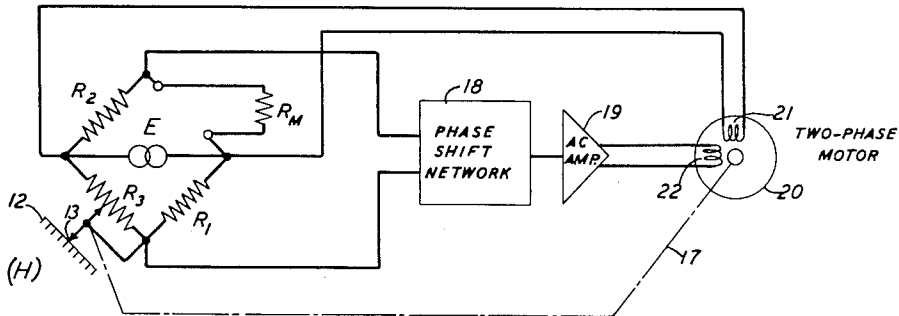 R2
E
RM
R3
R1
12
13
(H)
18
PHASE
SHIFT
NETWORK
19
AC
AMP.
21
22
20
TWO-PHASE
MOTOR
17